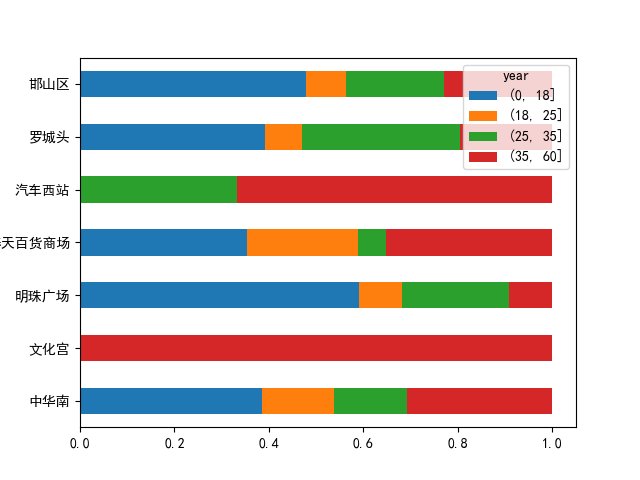 邯山区
罗城头
汽车西站
天百货商场
明珠广场
文化宫
中华南
0.0 0.2 0.4 0.6 0.8 1.0
year
(0, 18]
(18, 25]
(25, 35]
(35, 60]